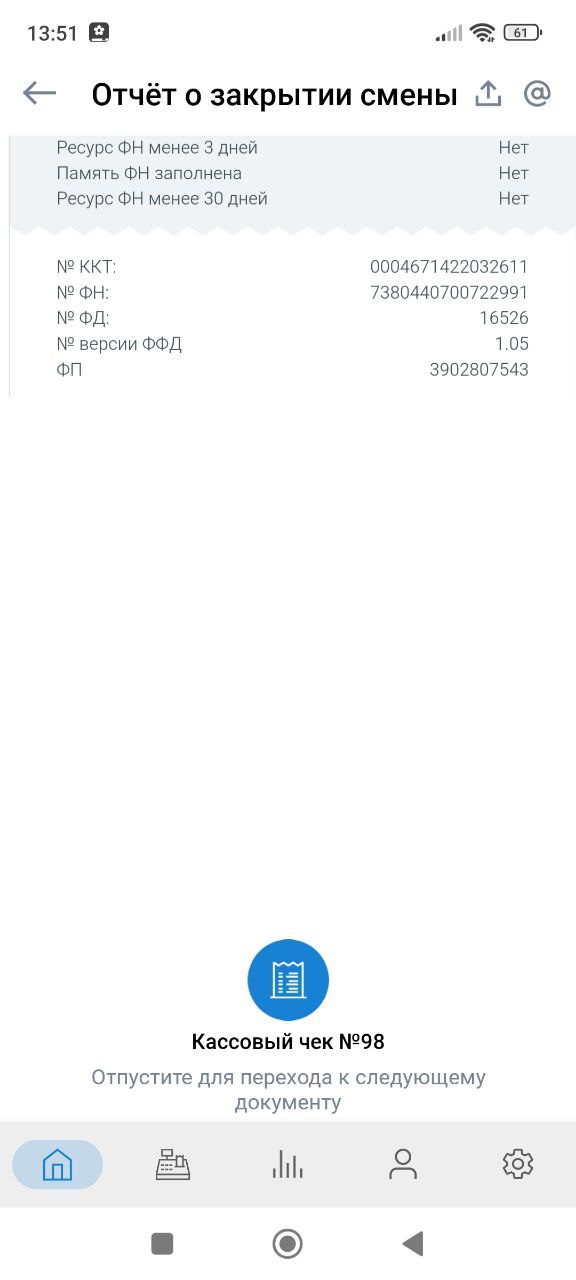 13:51
61
Отчёт о закрытии смены
Ресурс ФН менее 3 дней Нет
Память ФН заполнена Нет
Ресурс ФН менее 30 дней Нет
№ ККТ: 0004671422032611
№ ФН: 7380440700722991
№ ФД: 16526
№ версии ФФД 1.05
ФП 3902807543
Кассовый чек №98
Отпустите для перехода к следующему
документу